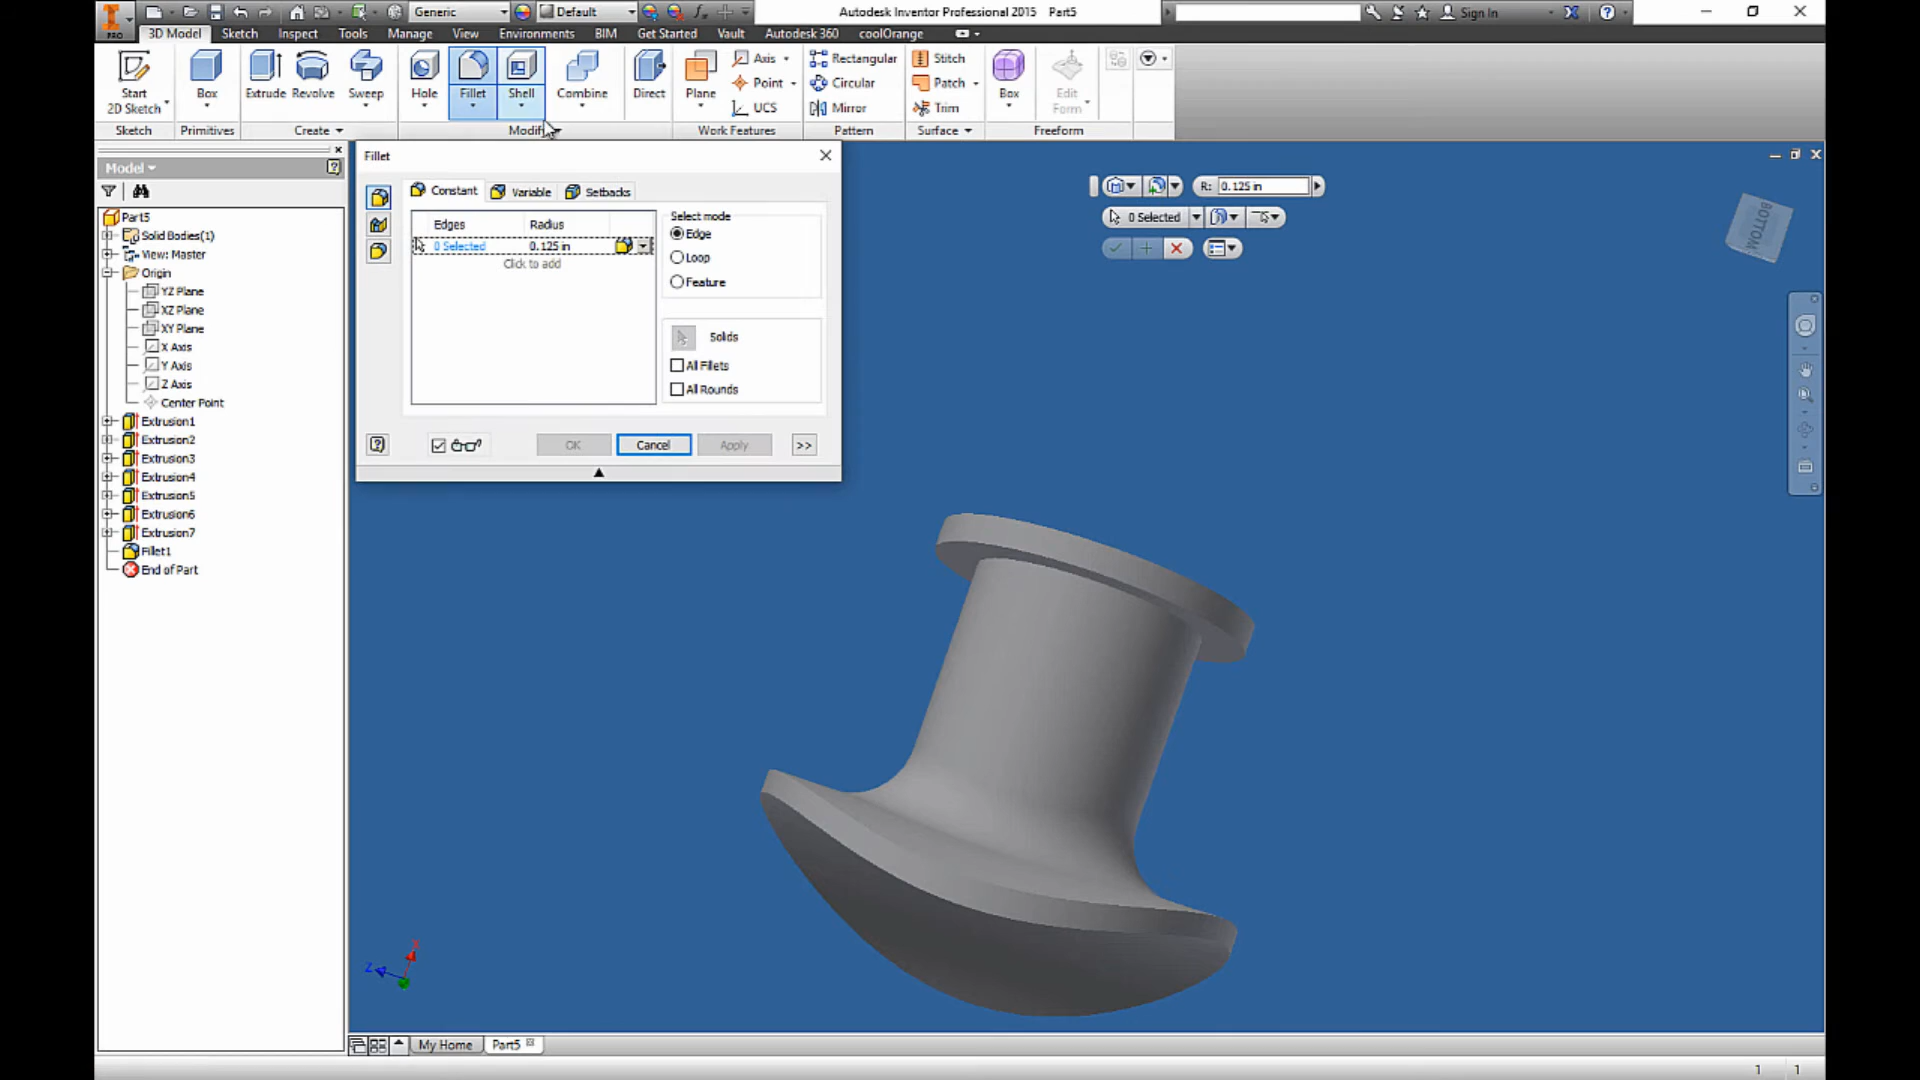 Generic Default Autodesk Inventor Professional 2015 Part5 Sign In
PRO 3D Model Sketch Inspect Tools Manage View Environments BIM Get Started Vault Autodesk 360 coolOrange
Start 2D Sketch Box Extrude Revolve Sweep Hole Fillet Shell Combine Direct Plane Axis Rectangular Stitch Box Edit Form
Point Circular Patch
UCS Mirror Trim
Sketch Primitives Create Modify Work Features Pattern Surface Freeform
Model
Part5
Solid Bodies(1)
View: Master
Origin
YZ Plane
XZ Plane
XY Plane
X Axis
Y Axis
Z Axis
Center Point
Extrusion1
Extrusion2
Extrusion3
Extrusion4
Extrusion5
Extrusion6
Extrusion7
Fillet1
End of Part
Fillet
Constant Variable Setbacks
Edges Radius
0 Selected 0.125 in
Click to add
Select mode
Edge
Loop
Feature
Solids
All Fillets
All Rounds
OK Cancel Apply >>
R: 0.125 in
0 Selected
BOTTOM
Z
My Home Part5
1 1